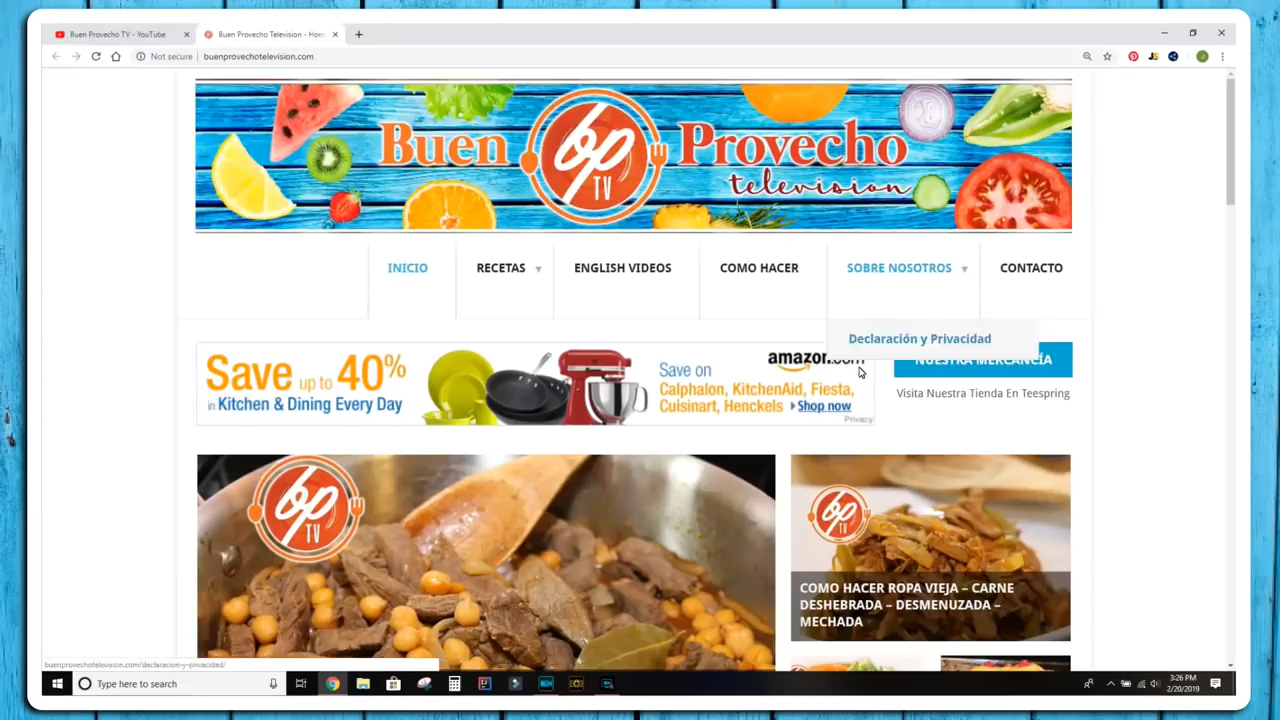 Buen Provecho TV - YouTube
Buen Provecho Television - Hom
Not secure
buenprovechotelevision.com
Buen bp TV Provecho
television
INICIO
RECETAS
ENGLISH VIDEOS
COMO HACER
SOBRE NOSOTROS
CONTACTO
Declaración y Privacidad
Save up to 40%
in Kitchen & Dining Every Day
amazon.com
Save on
Calphalon, KitchenAid, Fiesta,
Cuisinart, Henckels
Shop now
Privacy
NUESTRA MERCANCÍA
Visita Nuestra Tienda En Teespring
bp
TV
bp
TV
COMO HACER ROPA VIEJA – CARNE
DESHEBRADA – DESMENUZADA –
MECHADA
buenprovechotelevision.com/declaracion-y-privacidad/
Type here to search
3:26 PM
2/20/2019